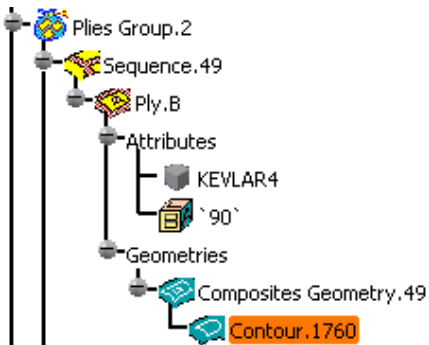 Plies Group.2
Sequence.49
Ply.B
Attributes
KEVLAR4
`90`
Geometries
Composites Geometry.49
Contour.1760